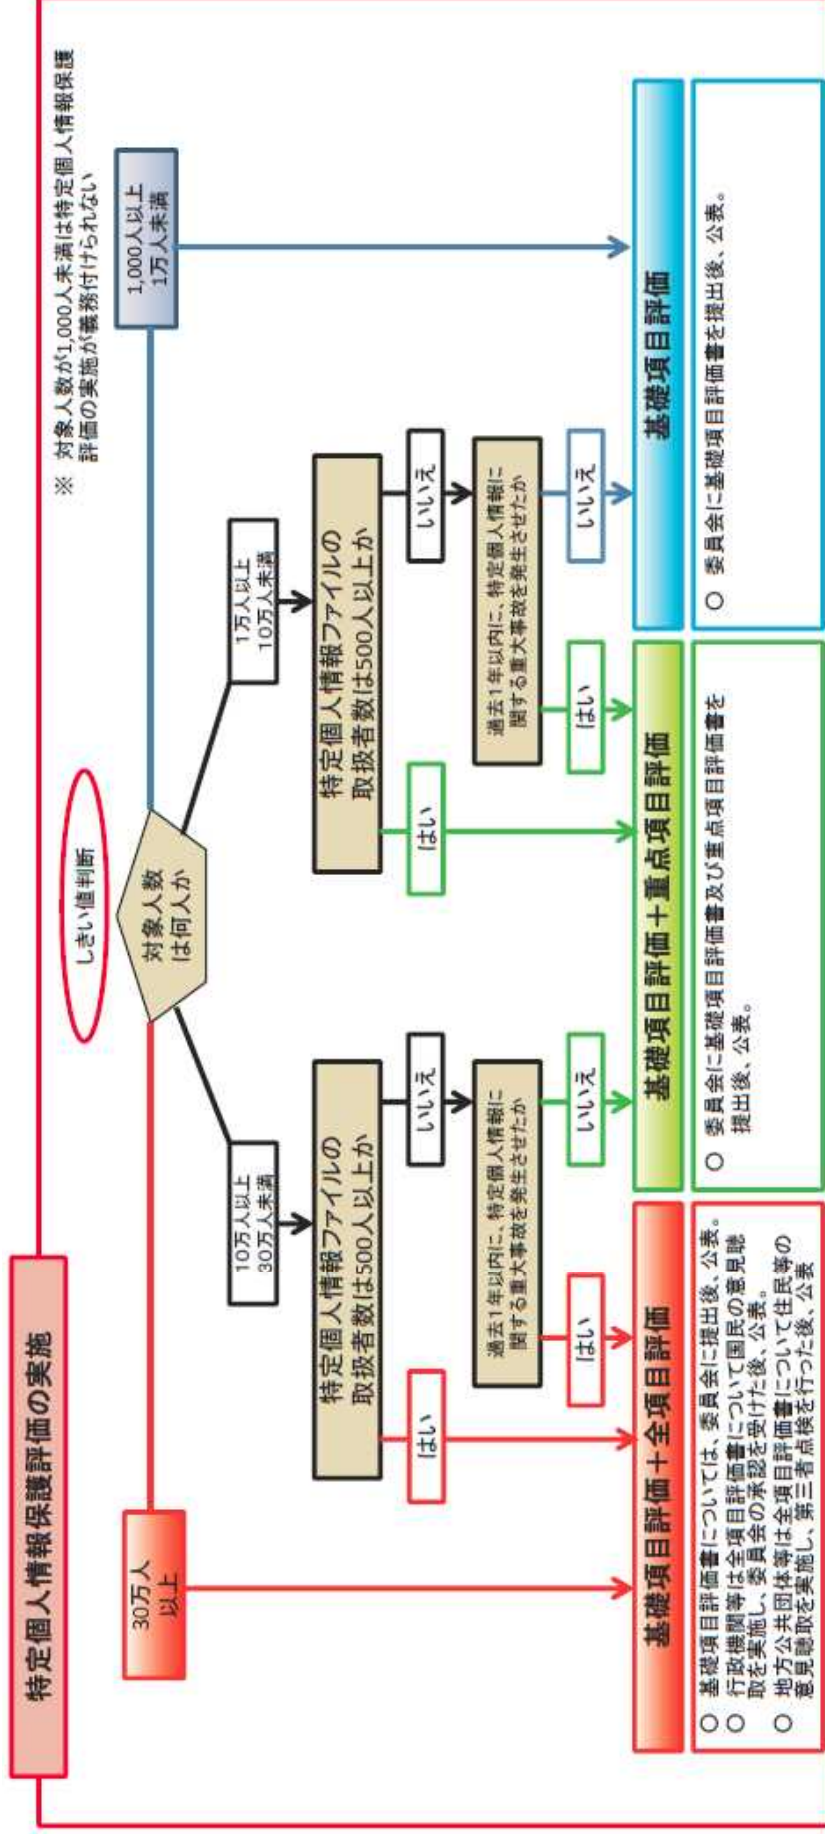 特定個人情報保護評価の実施
しきい値判断
※ 対象人数が1,000人未満は特定個人情報保護
評価の実施が義務付けられない
対象人数
は何人か
30万人
以上
10万人以上
30万人未満
1万人以上
10万人未満
1,000人以上
1万人未満
特定個人情報ファイルの
取扱者数は500人以上か
特定個人情報ファイルの
取扱者数は500人以上か
はい
いいえ
はい
いいえ
過去1年以内に、特定個人情報に
関する重大事故を発生させたか
過去1年以内に、特定個人情報に
関する重大事故を発生させたか
はい
いいえ
はい
いいえ
基礎項目評価＋全項目評価
○ 基礎項目評価書については、委員会に提出後、公表。
○ 行政機関等は全項目評価書について国民の意見聴
取を実施し、委員会の承認を受けた後、公表。
○ 地方公共団体等は全項目評価書について住民等の
意見聴取を実施し、第三者点検を行った後、公表
基礎項目評価＋重点項目評価
○ 委員会に基礎項目評価書及び重点項目評価書を
提出後、公表。
基礎項目評価
○ 委員会に基礎項目評価書を提出後、公表。